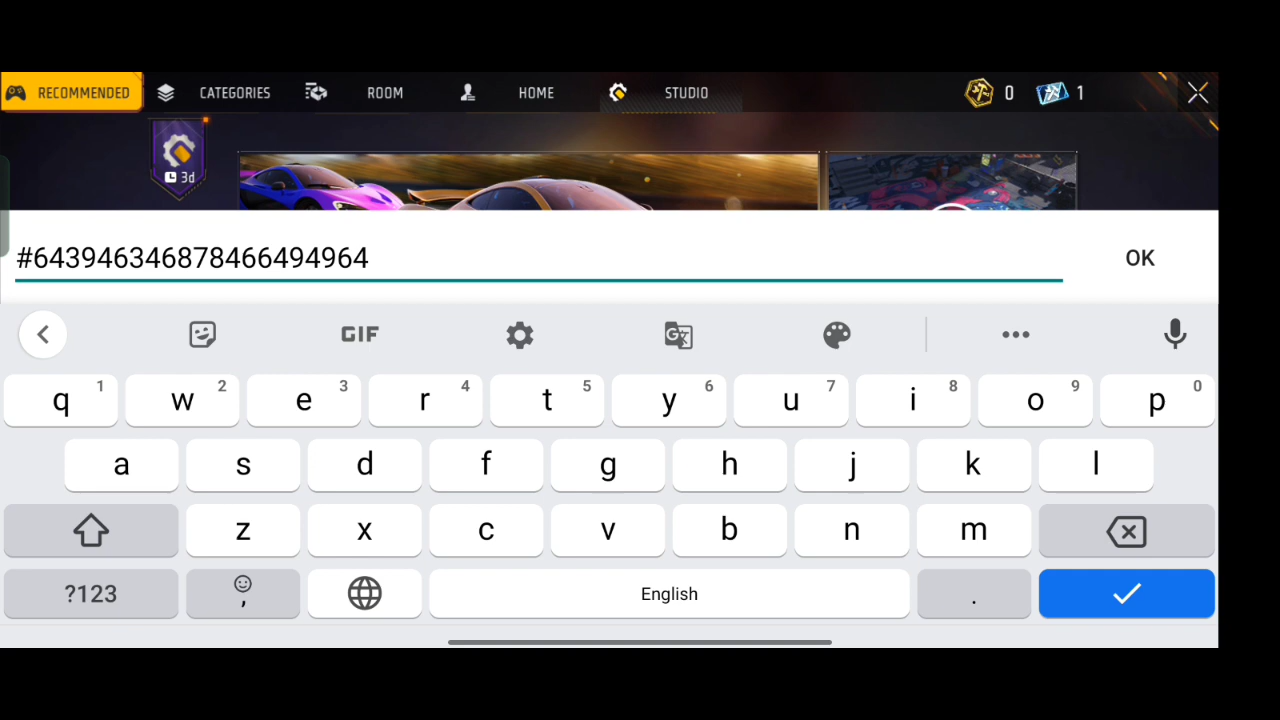 RECOMMENDED CATEGORIES ROOM HOME STUDIO 0 1
3d
#643946346878466494964 OK
GIF
q 1 w 2 e 3 r 4 t 5 y 6 u 7 i 8 o 9 p 0
a s d f g h j k l
z x c v b n m
?123 , English .